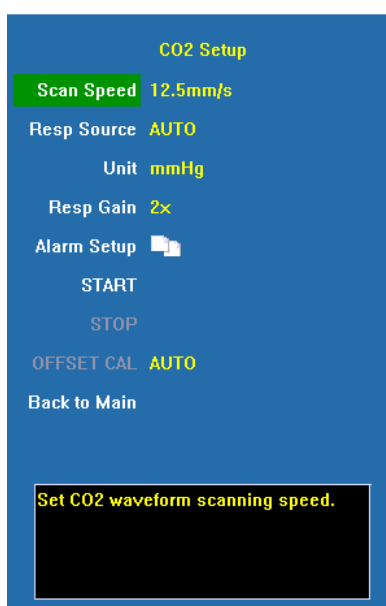 CO2 Setup
Scan Speed 12.5mm/s
Resp Source AUTO
Unit mmHg
Resp Gain 2×
Alarm Setup
START
STOP
OFFSET CAL AUTO
Back to Main
Set CO2 waveform scanning speed.